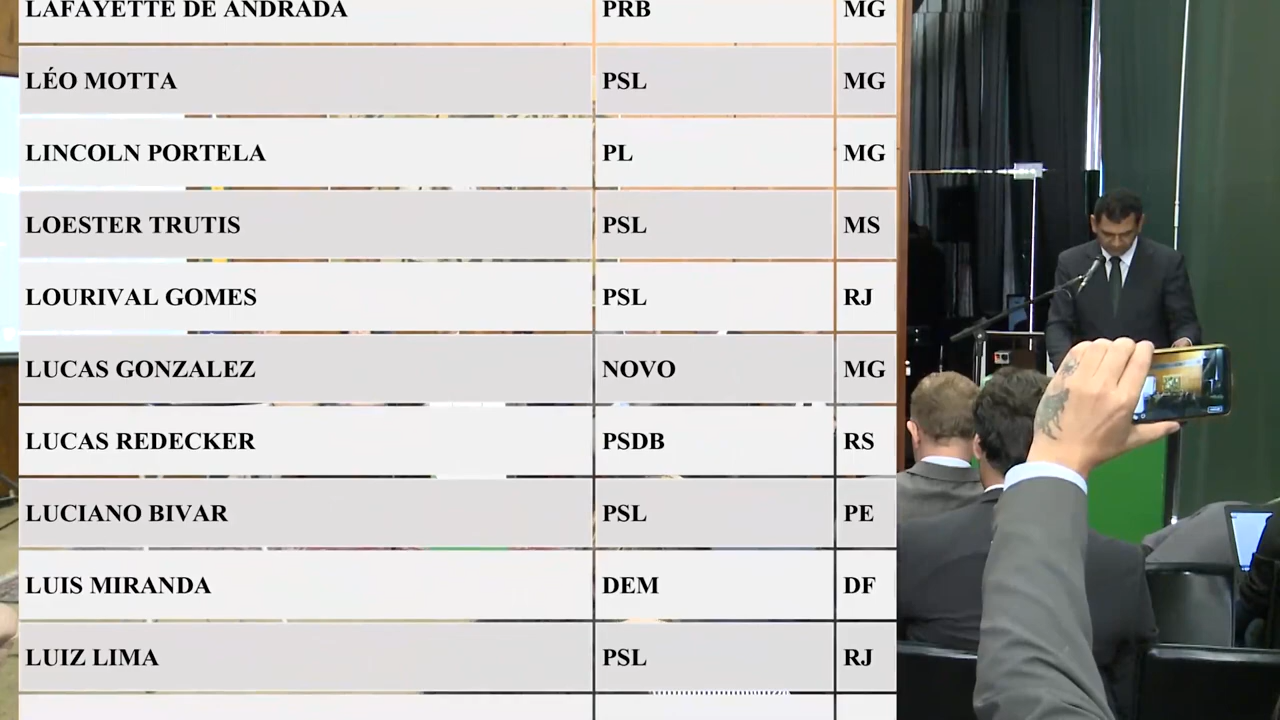 LAFAYETTE DE ANDRADA PRB MG
LÉO MOTTA PSL MG
LINCOLN PORTELA PL MG
LOESTER TRUTIS PSL MS
LOURIVAL GOMES PSL RJ
LUCAS GONZALEZ NOVO MG
LUCAS REDECKER PSDB RS
LUCIANO BIVAR PSL PE
LUIS MIRANDA DEM DF
LUIZ LIMA PSL RJ